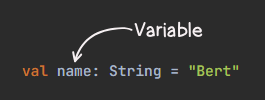 Variable
val name: String = "Bert"